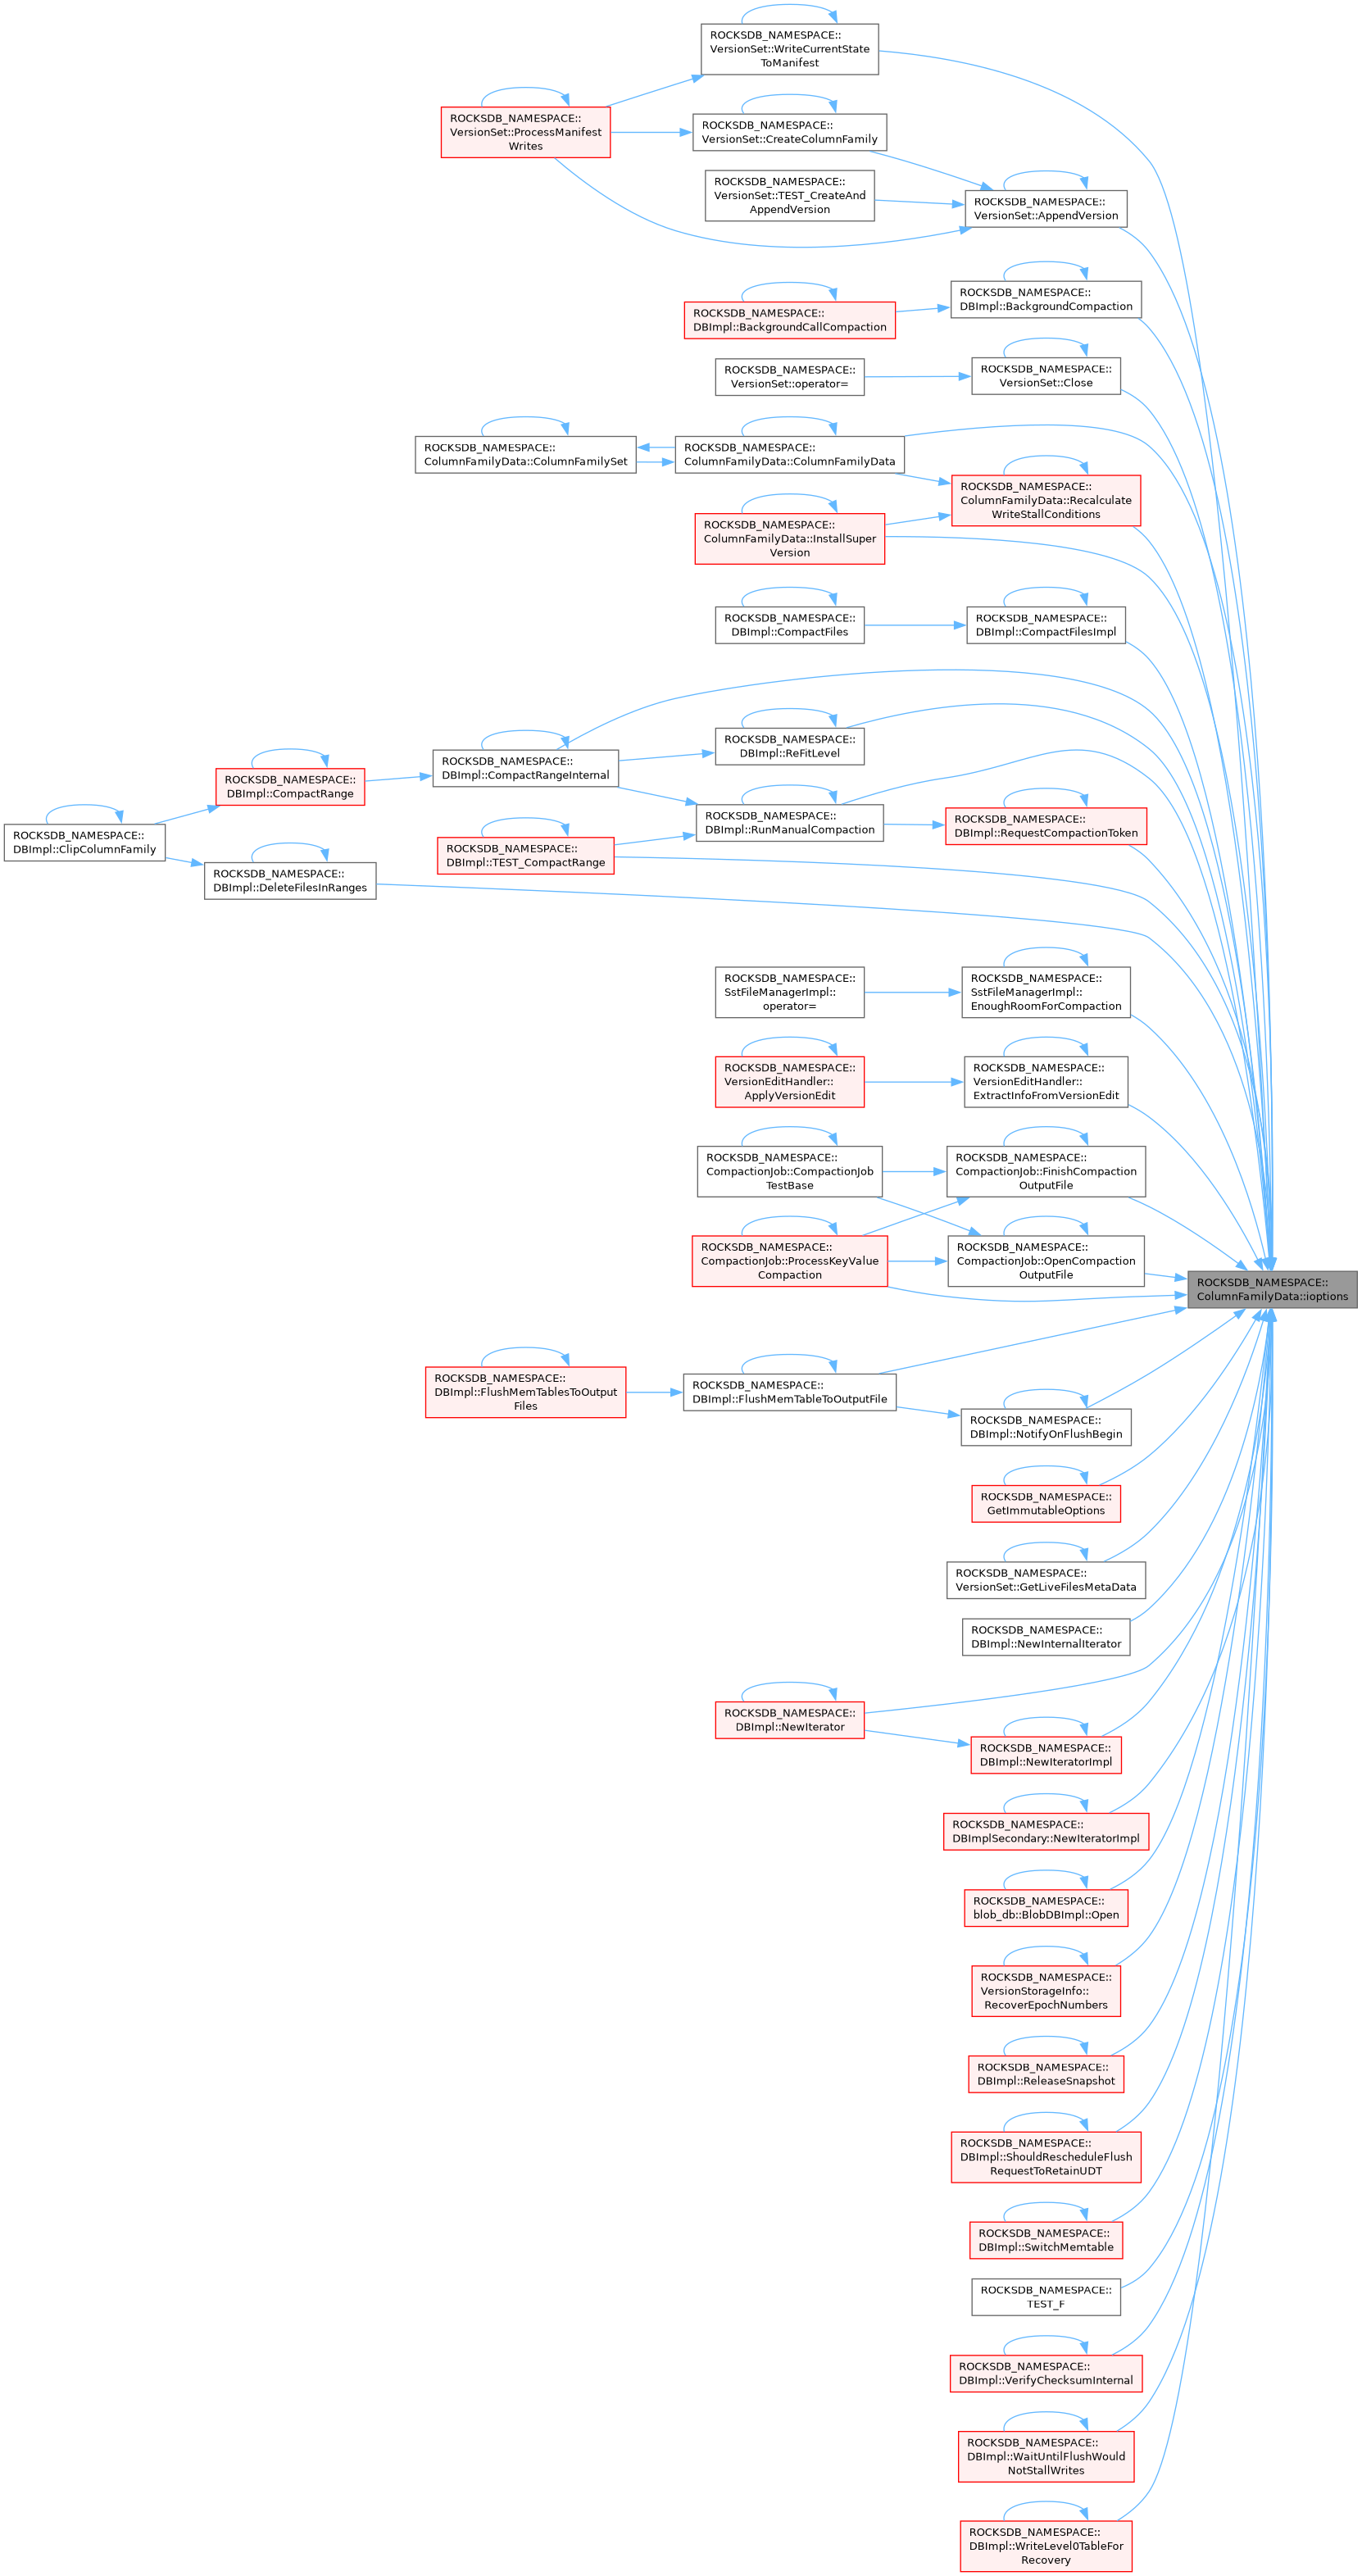 ROCKSDB_NAMESPACE::
VersionSet::WriteCurrentState
ToManifest
ROCKSDB_NAMESPACE::
VersionSet::ProcessManifest
Writes
ROCKSDB_NAMESPACE::
VersionSet::CreateColumnFamily
ROCKSDB_NAMESPACE::
VersionSet::TEST_CreateAnd
AppendVersion
ROCKSDB_NAMESPACE::
VersionSet::AppendVersion
ROCKSDB_NAMESPACE::
DBImpl::BackgroundCompaction
ROCKSDB_NAMESPACE::
DBImpl::BackgroundCallCompaction
ROCKSDB_NAMESPACE::
VersionSet::operator=
ROCKSDB_NAMESPACE::
VersionSet::Close
ROCKSDB_NAMESPACE::
ColumnFamilyData::ColumnFamilySet
ROCKSDB_NAMESPACE::
ColumnFamilyData::ColumnFamilyData
ROCKSDB_NAMESPACE::
ColumnFamilyData::Recalculate
WriteStallConditions
ROCKSDB_NAMESPACE::
ColumnFamilyData::InstallSuper
Version
ROCKSDB_NAMESPACE::
DBImpl::CompactFiles
ROCKSDB_NAMESPACE::
DBImpl::CompactFilesImpl
ROCKSDB_NAMESPACE::
DBImpl::ReFitLevel
ROCKSDB_NAMESPACE::
DBImpl::CompactRangeInternal
ROCKSDB_NAMESPACE::
DBImpl::CompactRange
ROCKSDB_NAMESPACE::
DBImpl::RunManualCompaction
ROCKSDB_NAMESPACE::
DBImpl::RequestCompactionToken
ROCKSDB_NAMESPACE::
DBImpl::ClipColumnFamily
ROCKSDB_NAMESPACE::
DBImpl::TEST_CompactRange
ROCKSDB_NAMESPACE::
DBImpl::DeleteFilesInRanges
ROCKSDB_NAMESPACE::
SstFileManagerImpl::
operator=
ROCKSDB_NAMESPACE::
SstFileManagerImpl::
EnoughRoomForCompaction
ROCKSDB_NAMESPACE::
VersionEditHandler::
ApplyVersionEdit
ROCKSDB_NAMESPACE::
VersionEditHandler::
ExtractInfoFromVersionEdit
ROCKSDB_NAMESPACE::
CompactionJob::CompactionJob
TestBase
ROCKSDB_NAMESPACE::
CompactionJob::FinishCompaction
OutputFile
ROCKSDB_NAMESPACE::
CompactionJob::ProcessKeyValue
Compaction
ROCKSDB_NAMESPACE::
CompactionJob::OpenCompaction
OutputFile
ROCKSDB_NAMESPACE::
ColumnFamilyData::ioptions
ROCKSDB_NAMESPACE::
DBImpl::FlushMemTablesToOutput
Files
ROCKSDB_NAMESPACE::
DBImpl::FlushMemTableToOutputFile
ROCKSDB_NAMESPACE::
DBImpl::NotifyOnFlushBegin
ROCKSDB_NAMESPACE::
GetImmutableOptions
ROCKSDB_NAMESPACE::
VersionSet::GetLiveFilesMetaData
ROCKSDB_NAMESPACE::
DBImpl::NewInternalIterator
ROCKSDB_NAMESPACE::
DBImpl::NewIterator
ROCKSDB_NAMESPACE::
DBImpl::NewIteratorImpl
ROCKSDB_NAMESPACE::
DBImplSecondary::NewIteratorImpl
ROCKSDB_NAMESPACE::
blob_db::BlobDBImpl::Open
ROCKSDB_NAMESPACE::
VersionStorageInfo::
RecoverEpochNumbers
ROCKSDB_NAMESPACE::
DBImpl::ReleaseSnapshot
ROCKSDB_NAMESPACE::
DBImpl::ShouldRescheduleFlush
RequestToRetainUDT
ROCKSDB_NAMESPACE::
DBImpl::SwitchMemtable
ROCKSDB_NAMESPACE::
TEST_F
ROCKSDB_NAMESPACE::
DBImpl::VerifyChecksumInternal
ROCKSDB_NAMESPACE::
DBImpl::WaitUntilFlushWould
NotStallWrites
ROCKSDB_NAMESPACE::
DBImpl::WriteLevel0TableFor
Recovery